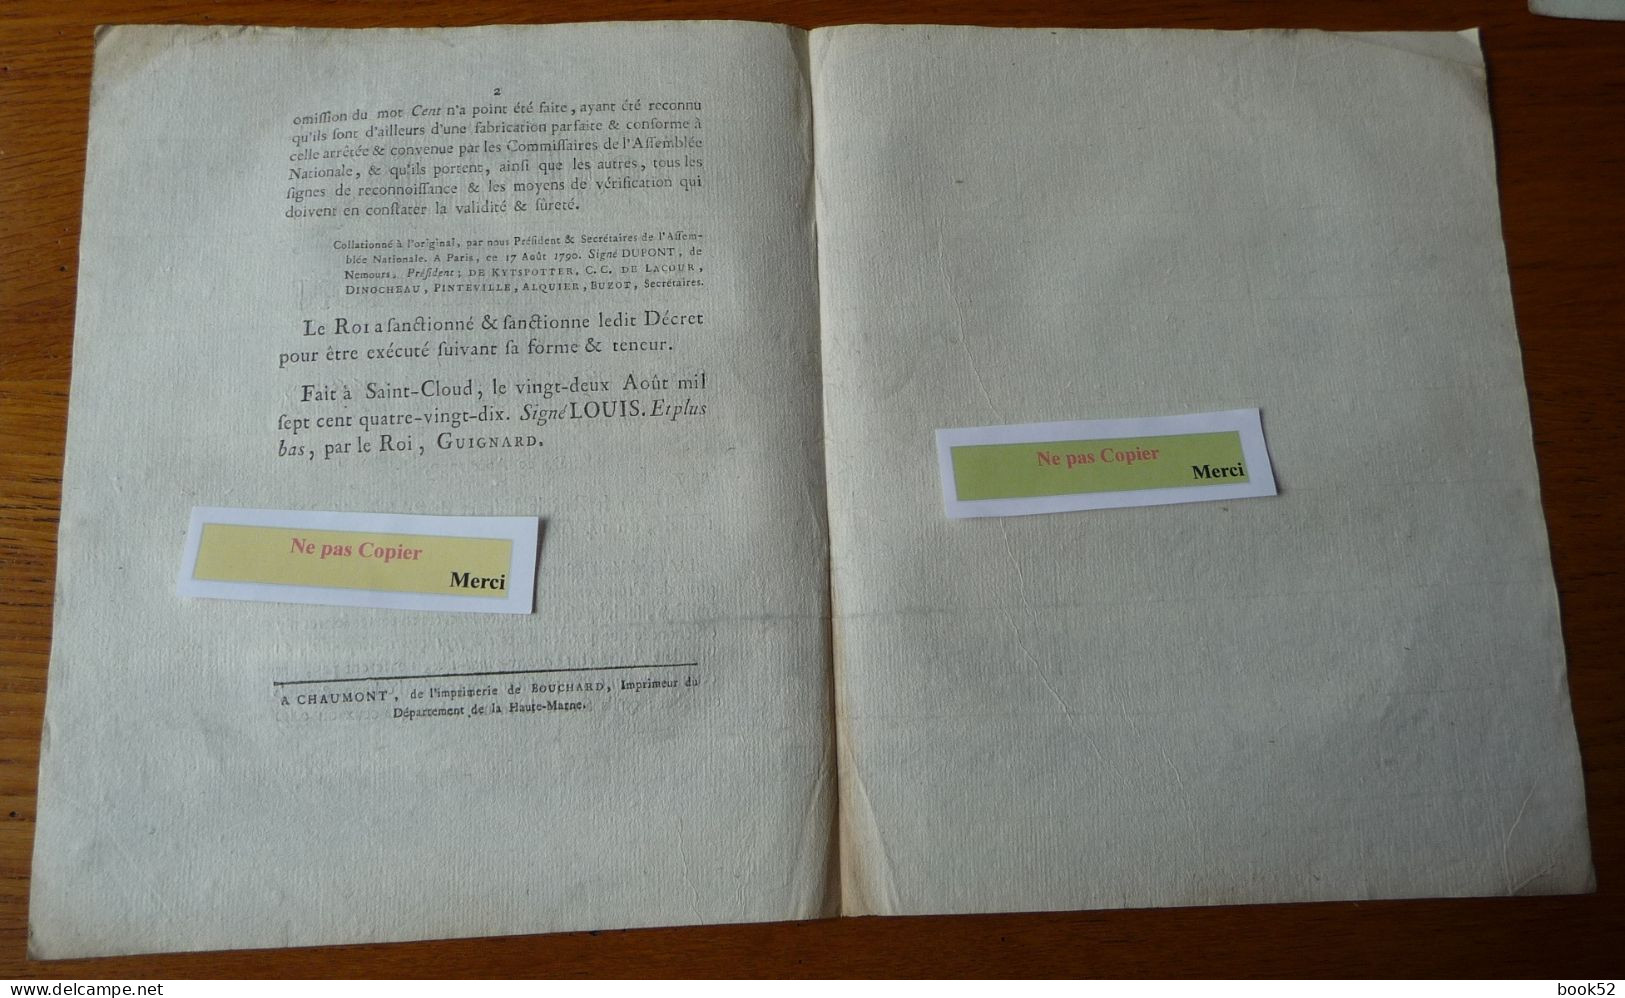 2
omiſſion du mot Cent n'a point été faite, ayant été reconnu
qu'ils ſont d'ailleurs d'une fabrication parfaite & conforme à
celle arrêtée & convenue par les Commiſſaires de l'Aſſemblée
Nationale, & qu'ils portent, ainſi que les autres, tous les
ſignes de reconnoiſſance & les moyens de vérification qui
doivent en conſtater la validité & ſûreté.
Collationné à l'original, par nous Préſident & Secrétaires de l'Aſſem-
blée Nationale. A Paris, ce 17 Août 1790. Signé DUPONT, de
Nemours, Préſident; DE KYTSPOTTER, C. C. DE LACOUR,
DINOCHEAU, PINTEVILLE, ALQUIER, BUZOT, Secrétaires.
Le ROI a ſanctionné & ſanctionne ledit Décret
pour être exécuté ſuivant ſa forme & teneur.
Fait à Saint-Cloud, le vingt-deux Août mil
ſept cent quatre-vingt-dix. Signé LOUIS. Et plus
bas, par le Roi, GUIGNARD.
Ne pas Copier
Merci
A CHAUMONT, de l'imprimerie de BOUCHARD, Imprimeur du
Département de la Haute-Marne.
Ne pas Copier
Merci
delcampe.net
book52